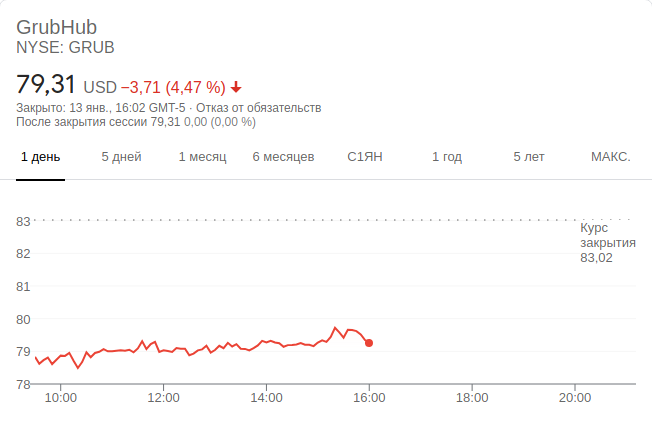 GrubHub
NYSE: GRUB
79,31 USD −3,71 (4,47 %)
Закрыто: 13 янв., 16:02 GMT-5 · Отказ от обязательств
После закрытия сессии 79,31 0,00 (0,00 %)
1 день 5 дней 1 месяц 6 месяцев С1ЯН 1 год 5 лет МАКС.
83
Курс
закрытия
83,02
82
81
80
79
78
10:00 12:00 14:00 16:00 18:00 20:00